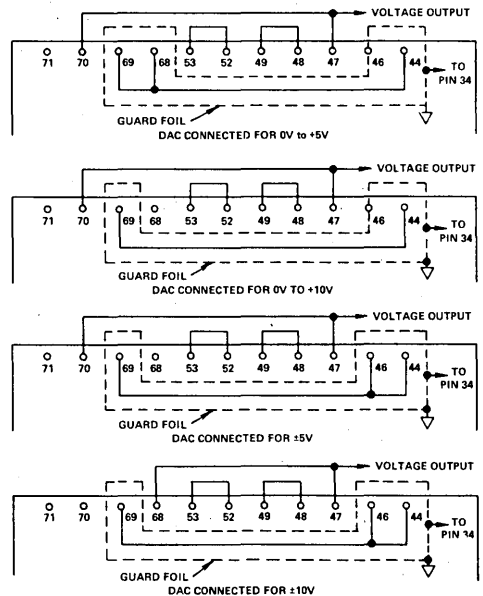 VOLTAGE OUTPUT
71 70 69 68 53 52 49 48 47 46 44
TO
PIN 34
GUARD FOIL
DAC CONNECTED FOR 0V to +5V
VOLTAGE OUTPUT
71 70 69 68 53 52 49 48 47 46 44
TO
PIN 34
GUARD FOIL
DAC CONNECTED FOR 0V TO +10V
VOLTAGE OUTPUT
71 70 69 68 53 52 49 48 47 46 44
TO
PIN 34
GUARD FOIL
DAC CONNECTED FOR ±5V
VOLTAGE OUTPUT
71 70 69 68 53 52 49 48 47 46 44
TO
PIN 34
GUARD FOIL
DAC CONNECTED FOR ±10V